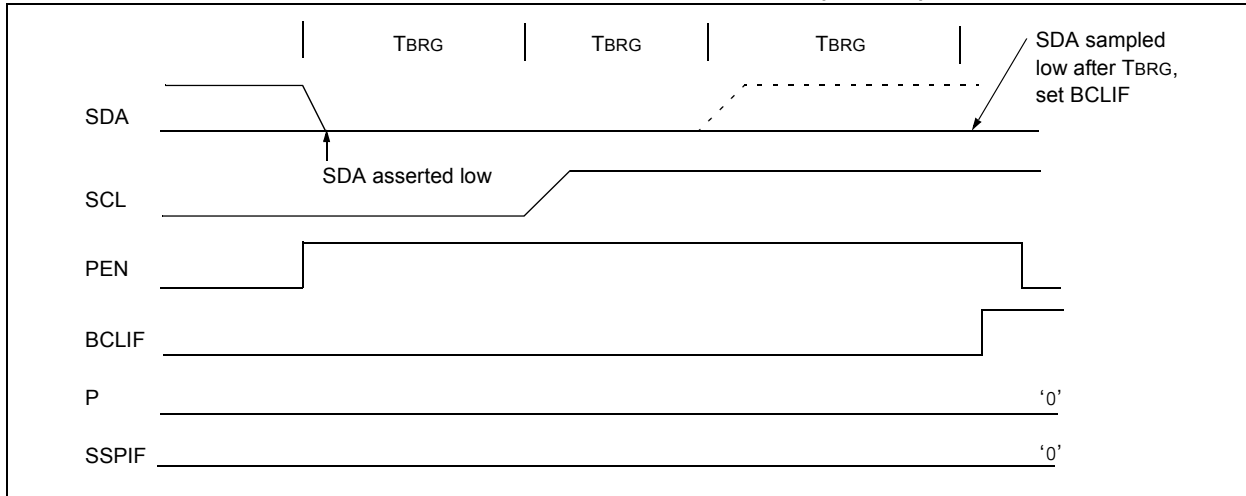 TBRG TBRG TBRG
SDA sampled
low after TBRG,
set BCLIF
SDA
SDA asserted low
SCL
PEN
BCLIF
P ‘0’
SSPIF ‘0’